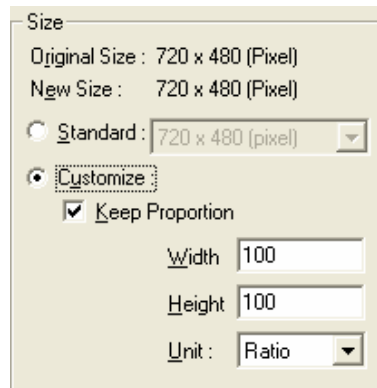 Size
Original Size : 720 x 480 (Pixel)
New Size : 720 x 480 (Pixel)
Standard : 720 x 480 (pixel)
Customize :
Keep Proportion
Width 100
Height 100
Unit : Ratio